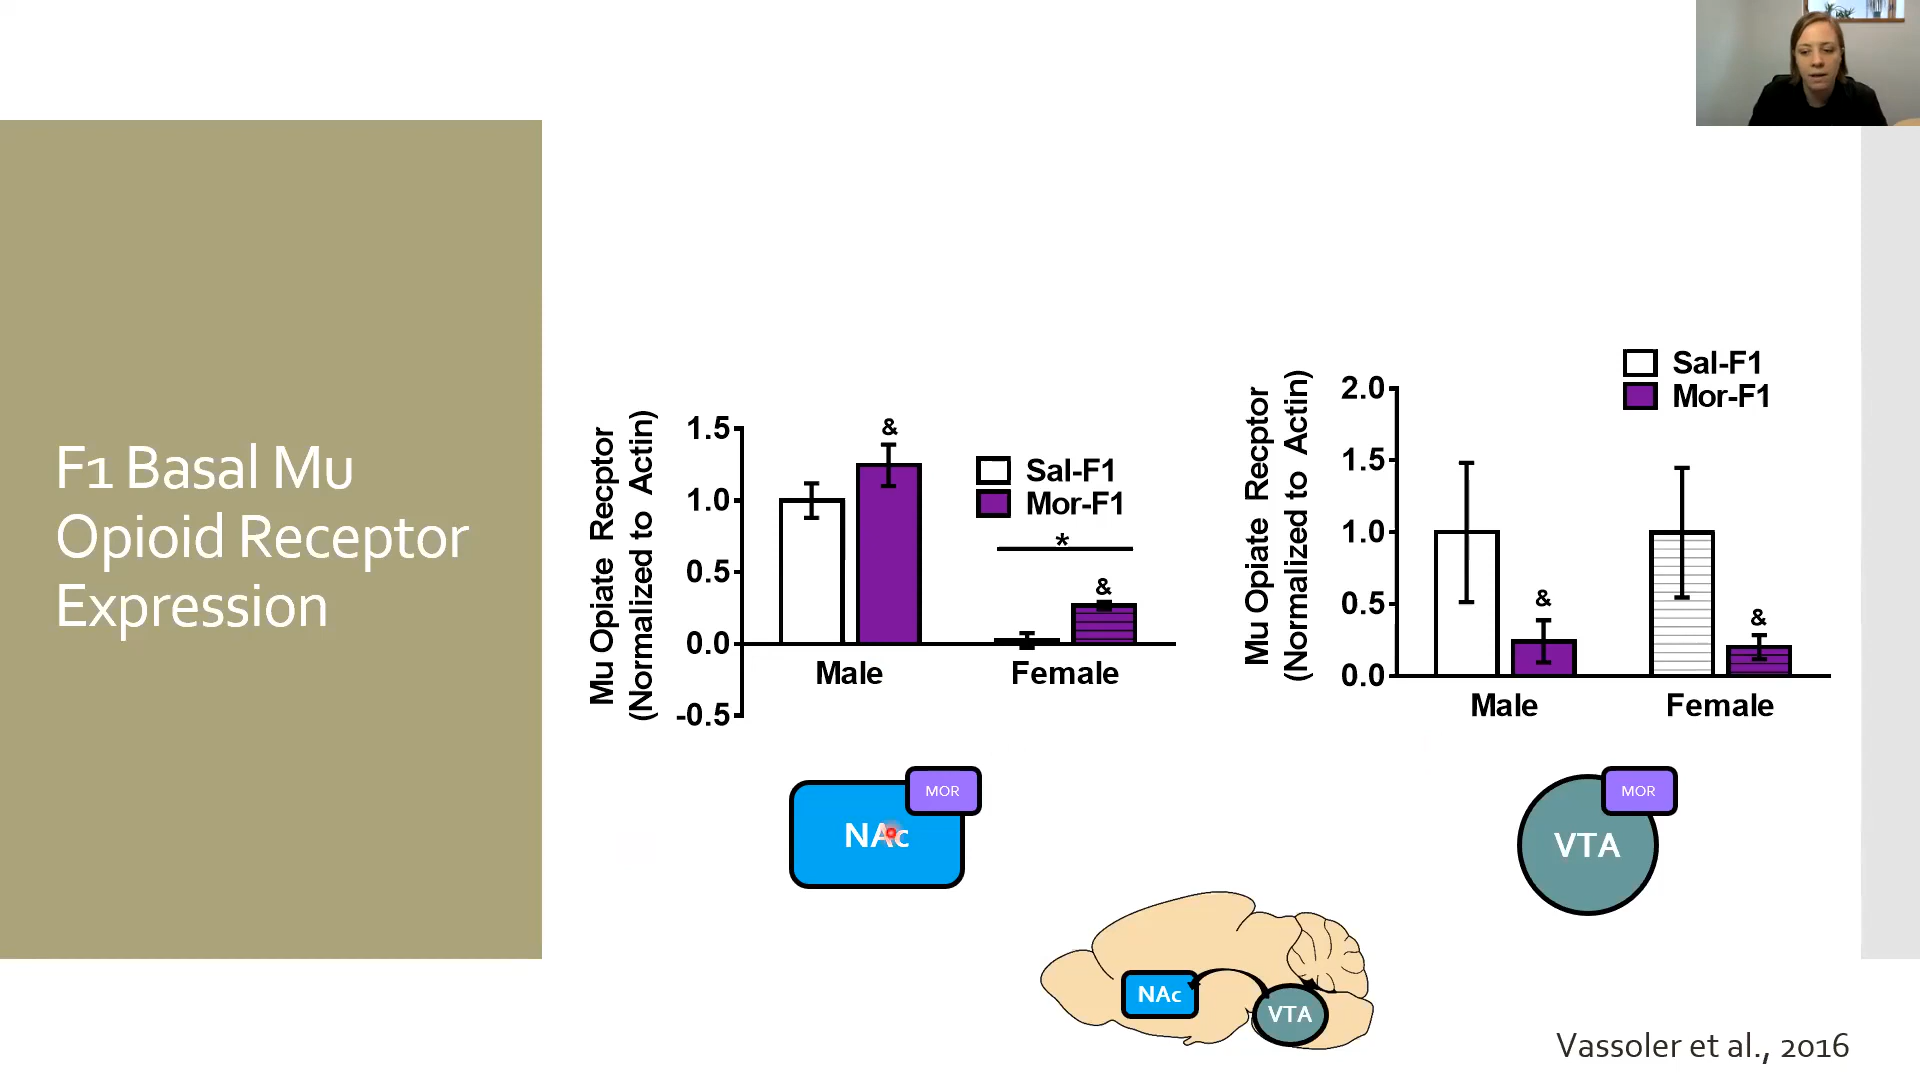 F1 Basal Mu
Opioid Receptor
Expression
Mu Opiate Recptor
(Normalized to Actin)
1.5
1.0
0.5
0.0
-0.5
&
Sal-F1
Mor-F1
*
&
Male
Female
Mu Opiate Recptor
(Normalized to Actin)
2.0
1.5
1.0
0.5
0.0
Sal-F1
Mor-F1
&
&
Male
Female
MOR
NAc
MOR
VTA
NAc
VTA
Vassoler et al., 2016